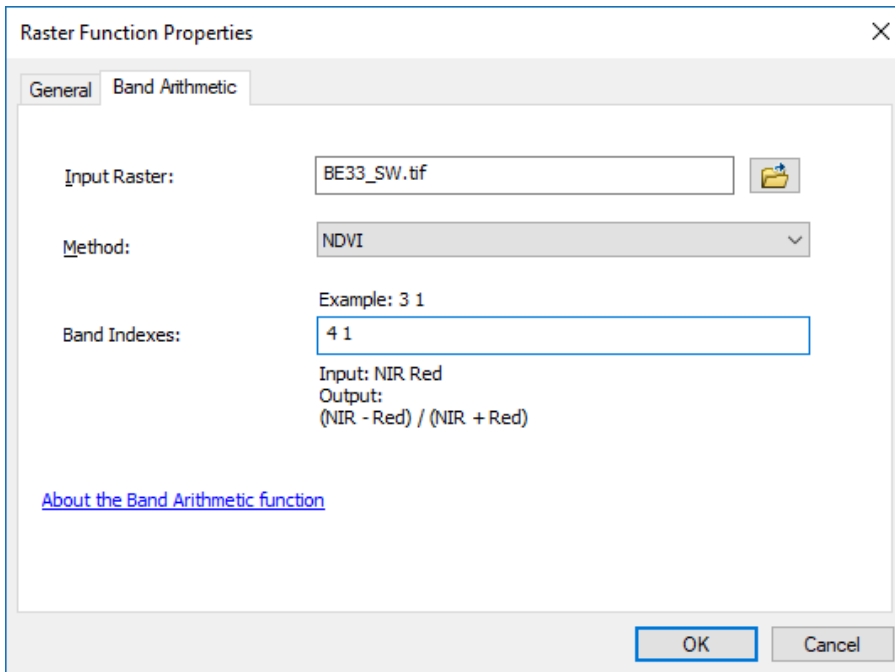 Raster Function Properties
General
Band Arithmetic
Input Raster:
BE33_SW.tif
Method:
NDVI
Example: 3 1
Band Indexes:
4 1
Input: NIR Red
Output:
(NIR - Red) / (NIR + Red)
About the Band Arithmetic function
OK
Cancel